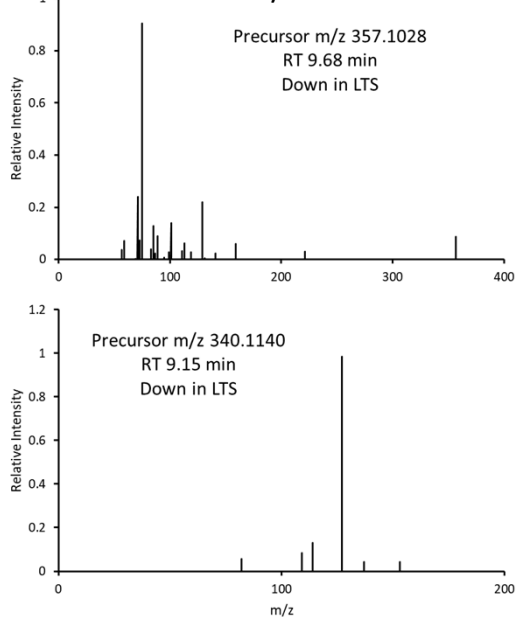 1
0.8
0.6
0.4
0.2
0
Relative Intensity
Precursor m/z 357.1028
RT 9.68 min
Down in LTS
0 100 200 300 400
1.2
1
0.8
0.6
0.4
0.2
0
Relative Intensity
Precursor m/z 340.1140
RT 9.15 min
Down in LTS
0 100 200
m/z